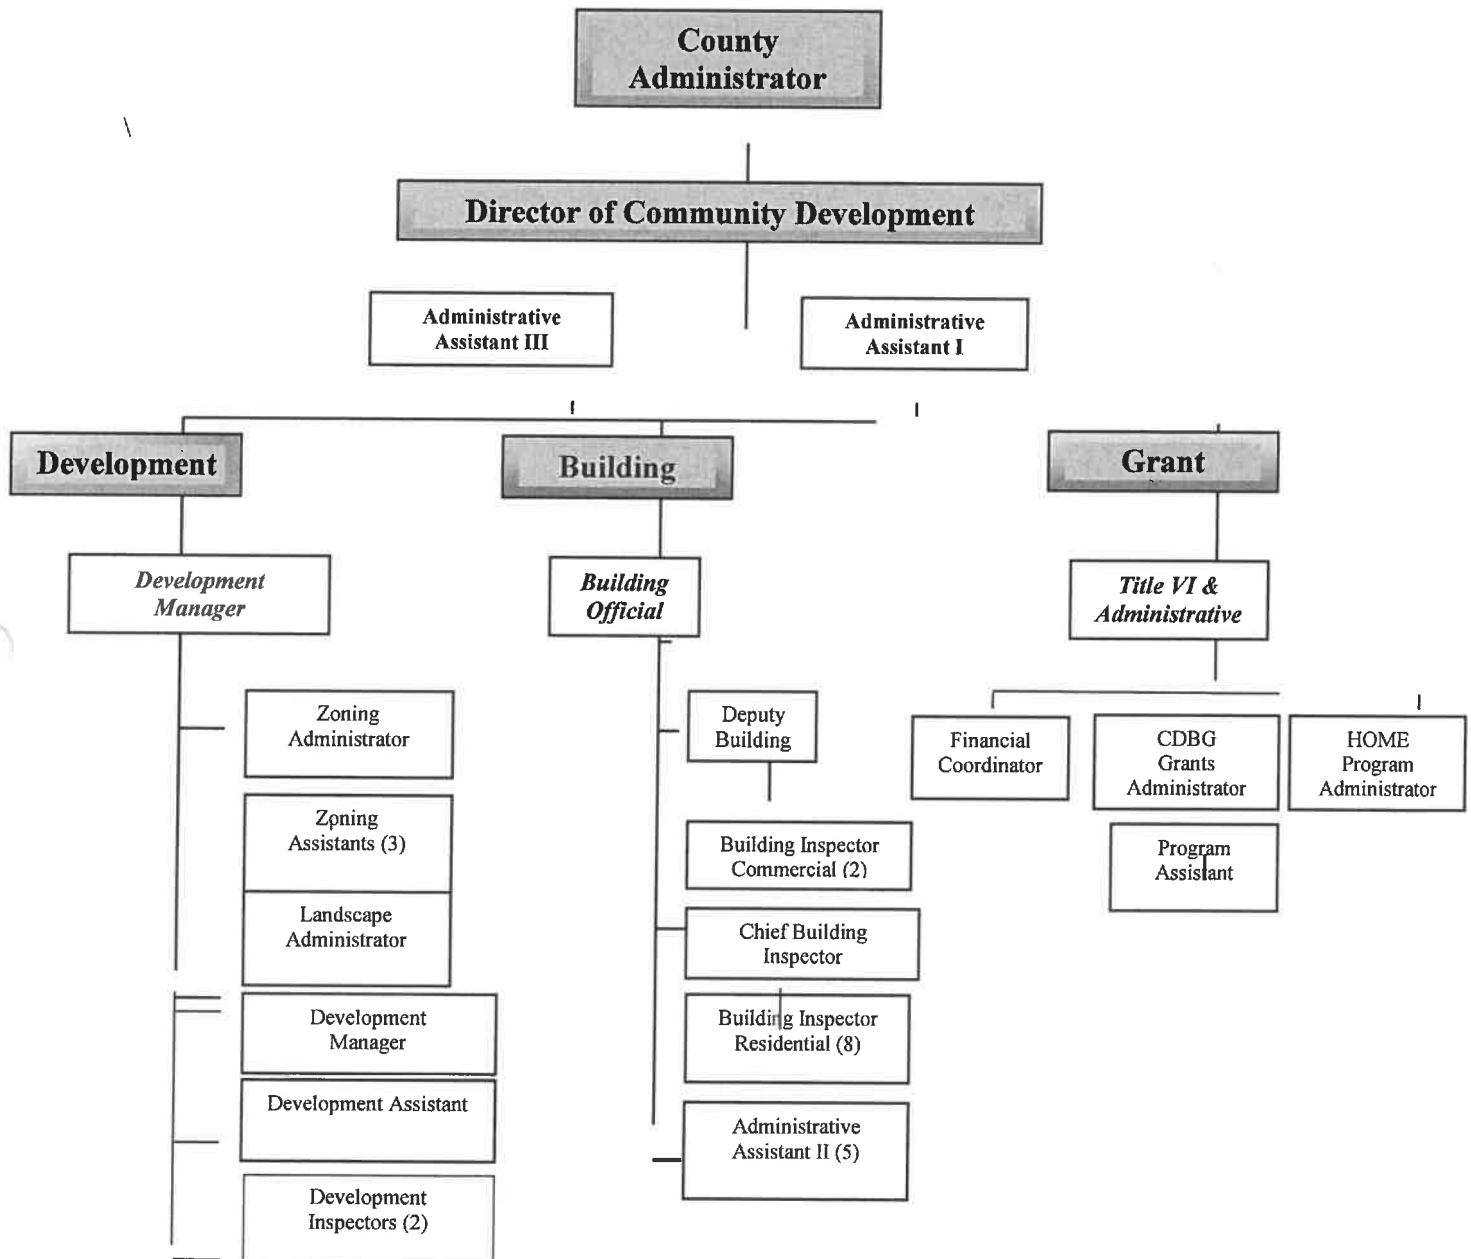 County
Administrator
Director of Community Development
Administrative
Assistant III
Administrative
Assistant I
Development
Building
Grant
Development
Manager
Building
Official
Title VI &
Administrative
Zoning
Administrator
Zoning
Assistants (3)
Landscape
Administrator
Development
Manager
Development Assistant
Development
Inspectors (2)
Deputy
Building
Building Inspector
Commercial (2)
Chief Building
Inspector
Building Inspector
Residential (8)
Administrative
Assistant II (5)
Financial
Coordinator
CDBG
Grants
Administrator
HOME
Program
Administrator
Program
Assistant